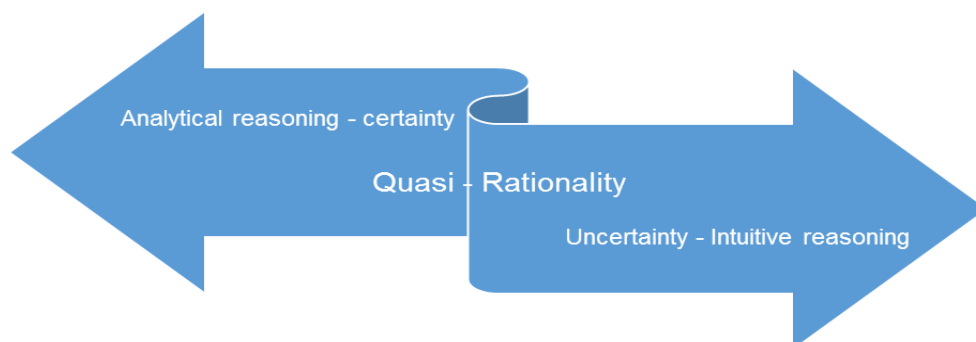 Analytical reasoning - certainty
Quasi - Rationality
Uncertainty - Intuitive reasoning